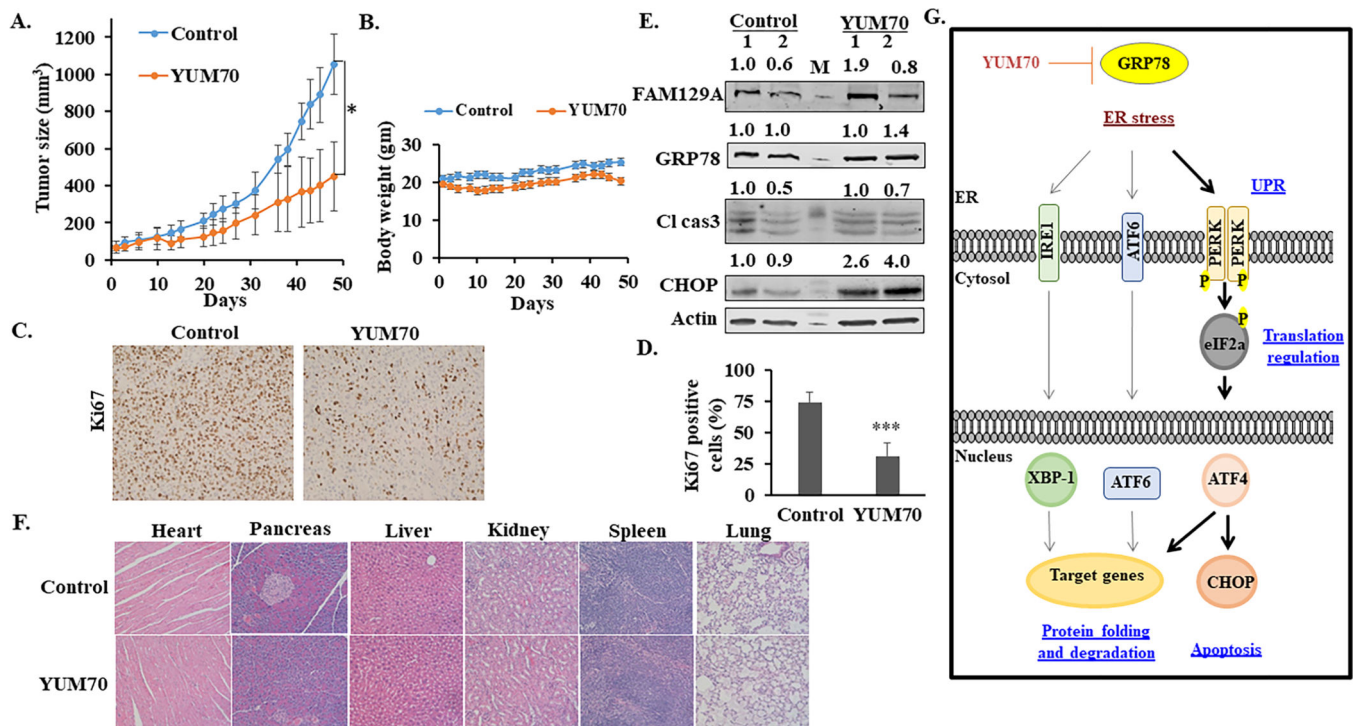 A.
Tumor size (mm³)
1200
1000
800
600
400
200
0
Control
YUM70
*
0 10 20 30 40 50
Days
B.
Body weight (gm)
Control YUM70
40
30
20
10
0
0 10 20 30 40 50
Days
C.
Control YUM70
Ki67
D.
Ki67 positive
cells (%)
100
75
50
25
0
***
Control YUM70
E.
Control YUM70
1 2 1 2
1.0 0.6 M 1.9 0.8
FAM129A
1.0 1.0 1.0 1.4
GRP78
1.0 0.5 1.0 0.7
Cl cas3
1.0 0.9 2.6 4.0
CHOP
Actin
F.
Heart Pancreas Liver Kidney Spleen Lung
Control
YUM70
G.
YUM70 GRP78
ER stress
UPR
ER
IRE1 ATF6 PERK PERK
Cytosol
P P
P
eIF2a
Translation
regulation
Nucleus
XBP-1 ATF6 ATF4
Target genes CHOP
Protein folding
and degradation
Apoptosis